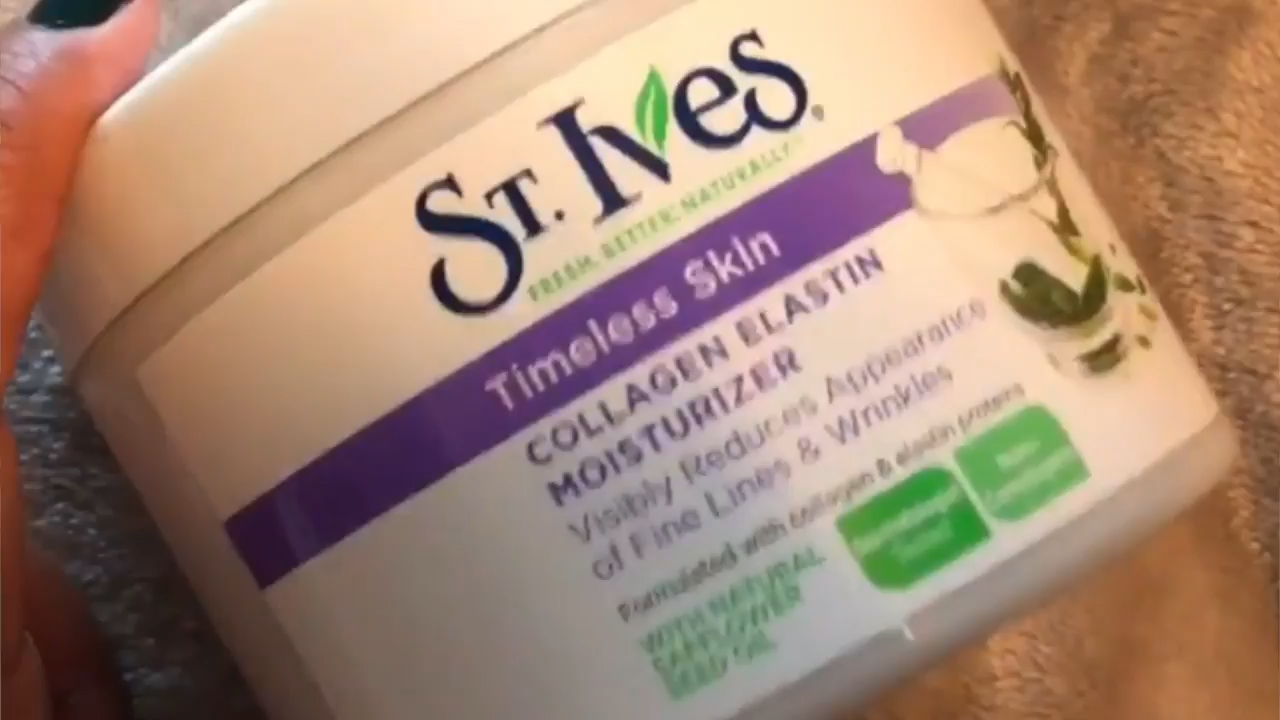 St. Ives®
FRESH. BETTER. NATURALLY™
Timeless Skin
COLLAGEN ELASTIN
MOISTURIZER
Visibly Reduces Appearance
of Fine Lines & Wrinkles
Formulated with collagen & elastin proteins
WITH NATURAL
SAFFLOWER
SEED OIL